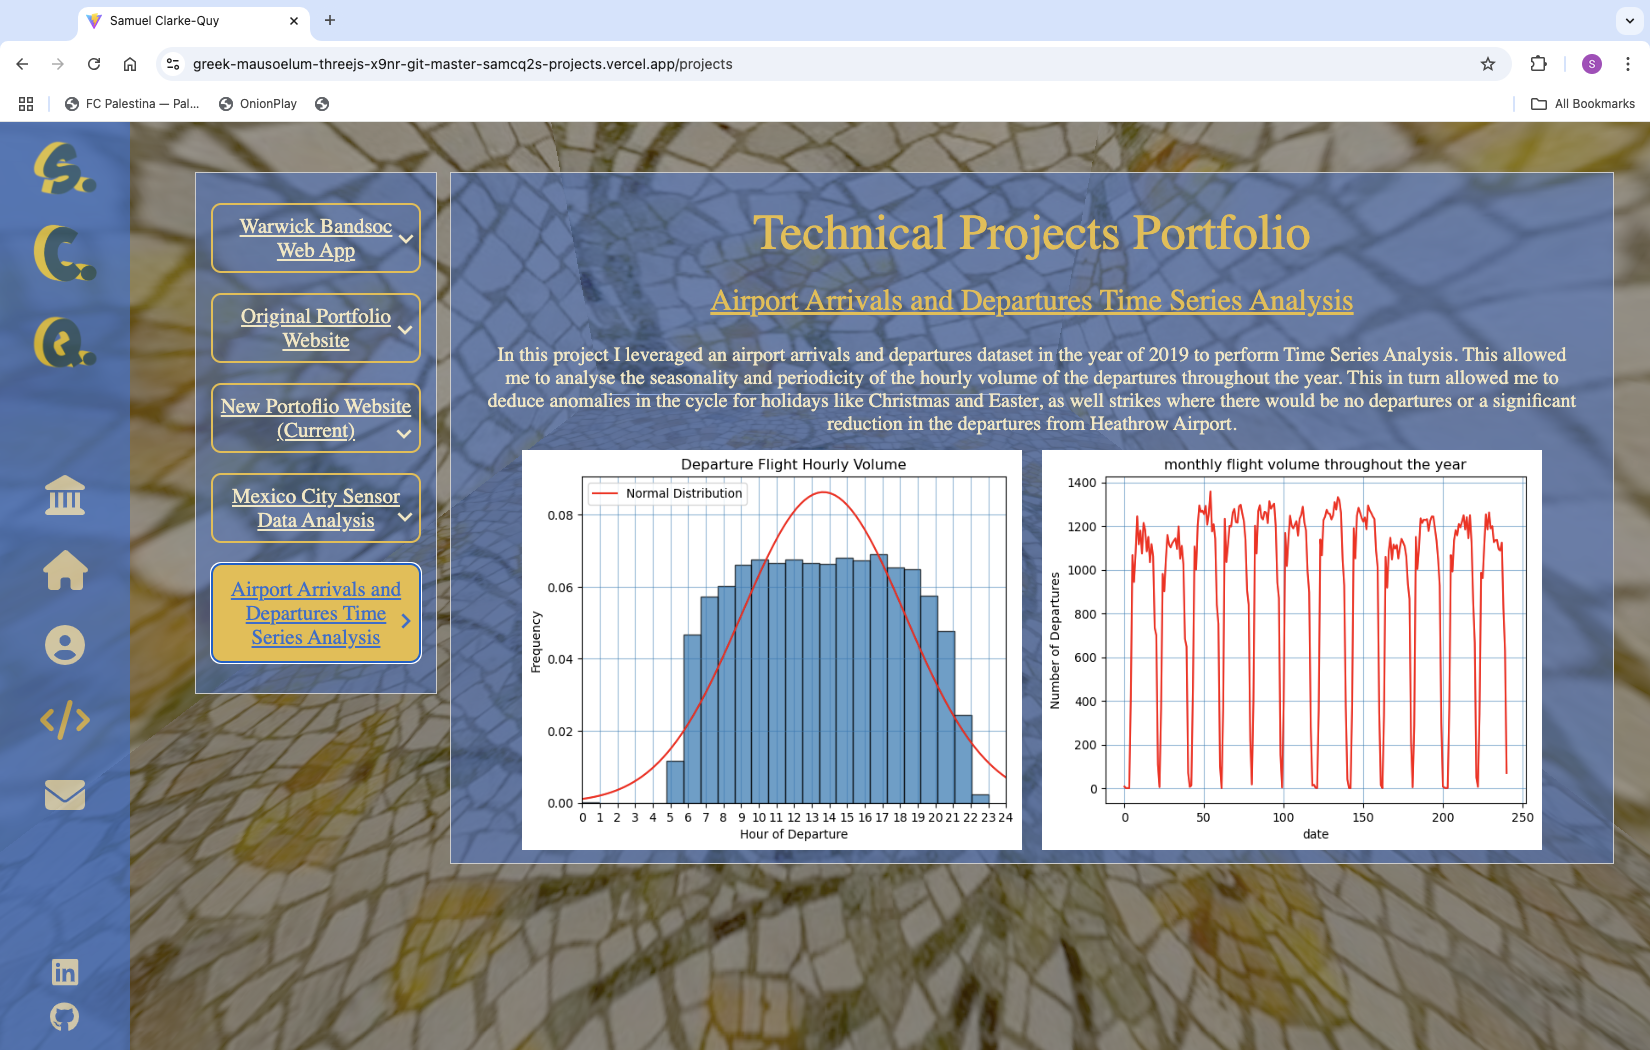 Samuel Clarke-Quy
greek-mausoelum-threejs-x9nr-git-master-samcq2s-projects.vercel.app/projects
S
FC Palestina — Pal...
OnionPlay
All Bookmarks
S.
C.
Q.
Warwick Bandsoc
Web App
Original Portfolio
Website
New Portoflio Website
(Current)
Mexico City Sensor
Data Analysis
Airport Arrivals and
Departures Time
Series Analysis
Technical Projects Portfolio
Airport Arrivals and Departures Time Series Analysis
In this project I leveraged an airport arrivals and departures dataset in the year of 2019 to perform Time Series Analysis. This allowed
me to analyse the seasonality and periodicity of the hourly volume of the departures throughout the year. This in turn allowed me to
deduce anomalies in the cycle for holidays like Christmas and Easter, as well strikes where there would be no departures or a significant
reduction in the departures from Heathrow Airport.
Departure Flight Hourly Volume
Normal Distribution
0.08
0.06
0.04
0.02
0.00
Frequency
0 1 2 3 4 5 6 7 8 9 10 11 12 13 14 15 16 17 18 19 20 21 22 23 24
Hour of Departure
monthly flight volume throughout the year
1400
1200
1000
800
600
400
200
0
Number of Departures
0 50 100 150 200 250
date